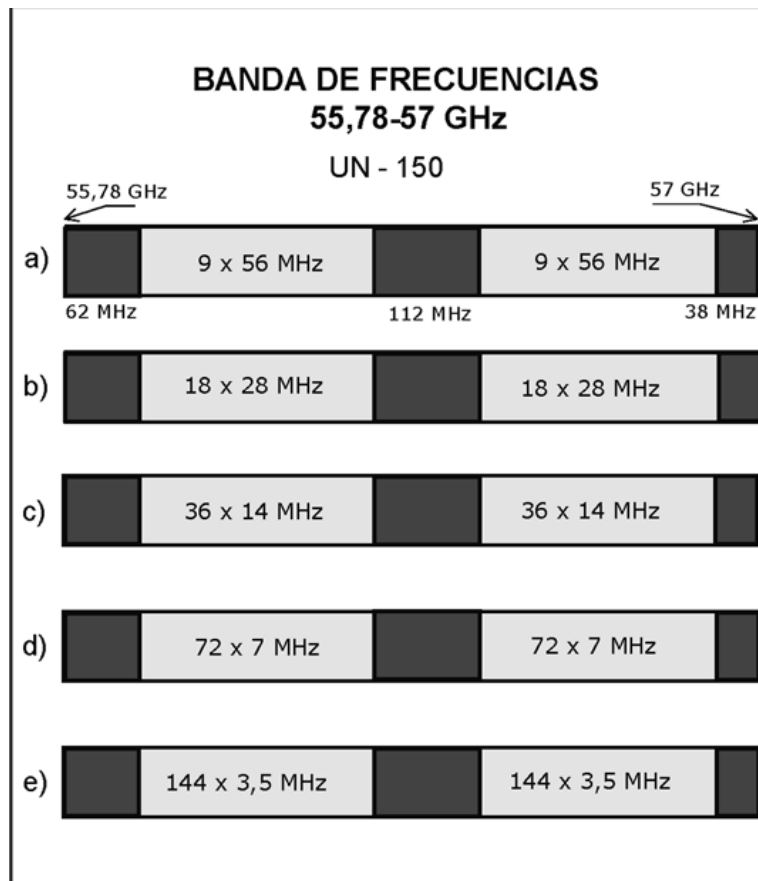 BANDA DE FRECUENCIAS
55,78-57 GHz
UN - 150
55,78 GHz 57 GHz
a) 9 x 56 MHz 9 x 56 MHz
62 MHz 112 MHz 38 MHz
b) 18 x 28 MHz 18 x 28 MHz
c) 36 x 14 MHz 36 x 14 MHz
d) 72 x 7 MHz 72 x 7 MHz
e) 144 x 3,5 MHz 144 x 3,5 MHz